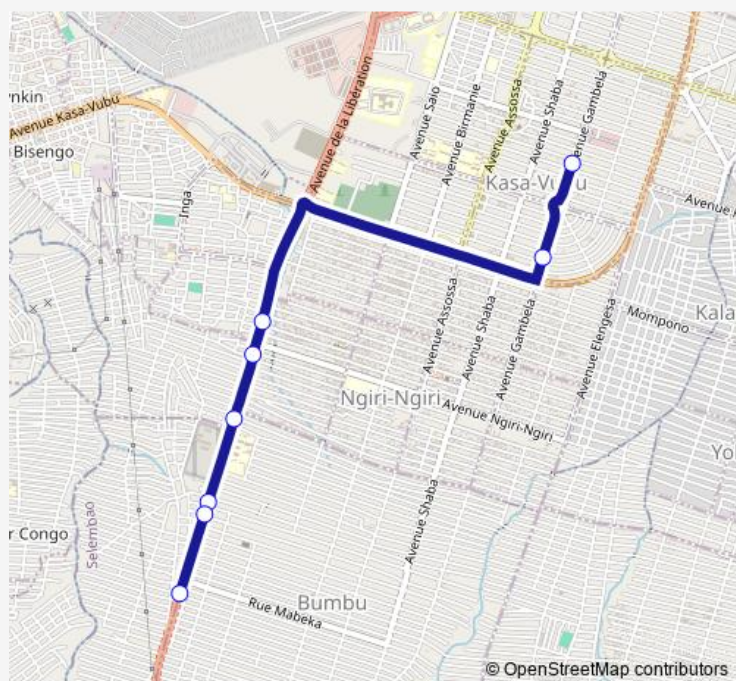 Avenue de la Libération
Avenue Saio
Avenue Birmanie
Avenue Assossa
Avenue Shaba
Avenue Gambela
nkin
Avenue Kasa-Vubu
Bisengo
Inga
Kasa-Vubu
Avenue
Avenue Assossa
Avenue Shaba
Avenue Gambela
Avenue Elengesa
Mompono
Kala
Ngiri-Ngiri
Avenue Ngiri-Ngiri
Yo
Avenue Shaba
r Congo
Selembao
Bumbu
Rue Mabeka
© OpenStreetMap contributors